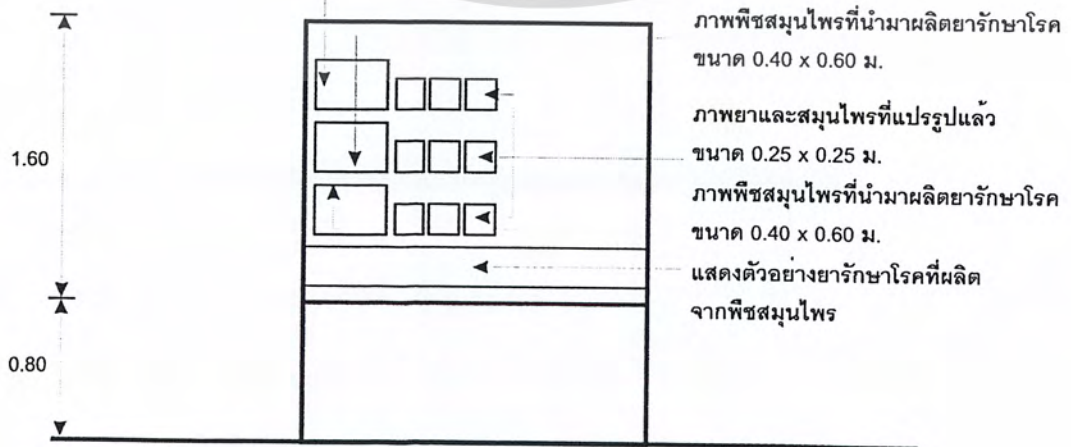 ภาพพืชสมุนไพรที่นำมาผลิตยารักษาโรค
ขนาด 0.40 x 0.60 ม.
ภาพยาและสมุนไพรที่แปรรูปแล้ว
ขนาด 0.25 x 0.25 ม.
ภาพพืชสมุนไพรที่นำมาผลิตยารักษาโรค
ขนาด 0.40 x 0.60 ม.
แสดงตัวอย่างยารักษาโรคที่ผลิต
จากพืชสมุนไพร
1.60
0.80